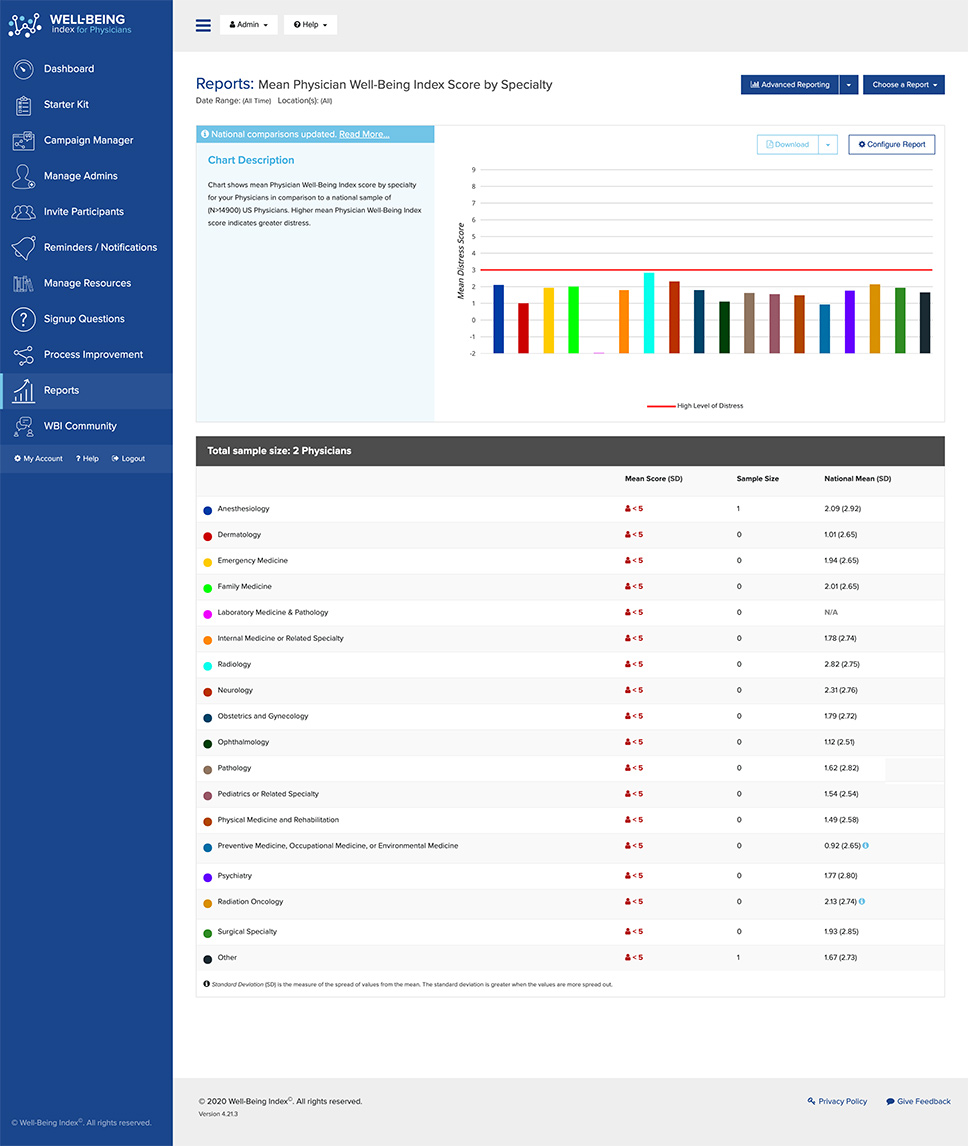 WELL-BEING
index for Physicians
Dashboard
Starter Kit
Campaign Manager
Manage Admins
Invite Participants
Reminders / Notifications
Manage Resources
? Signup Questions
Process Improvement
Reports
WBI Community
My Account ? Help Logout
© Well-Being Index©. All rights reserved.
Admin Help
Reports: Mean Physician Well-Being Index Score by Specialty
Date Range: (All Time) Location(s): (All)
Advanced Reporting Choose a Report
National comparisons updated. Read More...
Chart Description
Chart shows mean Physician Well-Being Index score by specialty
for your Physicians in comparison to a national sample of
(N>14900) US Physicians. Higher mean Physician Well-Being Index
score indicates greater distress.
Download Configure Report
Mean Distress Score
9
8
7
6
5
4
3
2
1
0
-1
-2
High Level of Distress
Total sample size: 2 Physicians
Mean Score (SD) Sample Size National Mean (SD)
Anesthesiology < 5 1 2.09 (2.92)
Dermatology < 5 0 1.01 (2.65)
Emergency Medicine < 5 0 1.94 (2.65)
Family Medicine < 5 0 2.01 (2.65)
Laboratory Medicine & Pathology < 5 0 N/A
Internal Medicine or Related Specialty < 5 0 1.78 (2.74)
Radiology < 5 0 2.82 (2.75)
Neurology < 5 0 2.31 (2.76)
Obstetrics and Gynecology < 5 0 1.79 (2.72)
Ophthalmology < 5 0 1.12 (2.51)
Pathology < 5 0 1.62 (2.82)
Pediatrics or Related Specialty < 5 0 1.54 (2.54)
Physical Medicine and Rehabilitation < 5 0 1.49 (2.58)
Preventive Medicine, Occupational Medicine, or Environmental Medicine < 5 0 0.92 (2.65)
Psychiatry < 5 0 1.77 (2.80)
Radiation Oncology < 5 0 2.13 (2.74)
Surgical Specialty < 5 0 1.93 (2.85)
Other < 5 1 1.67 (2.73)
Standard Deviation (SD) is the measure of the spread of values from the mean. The standard deviation is greater when the values are more spread out.
© 2020 Well-Being Index©. All rights reserved.
Version 4.21.3
Privacy Policy Give Feedback